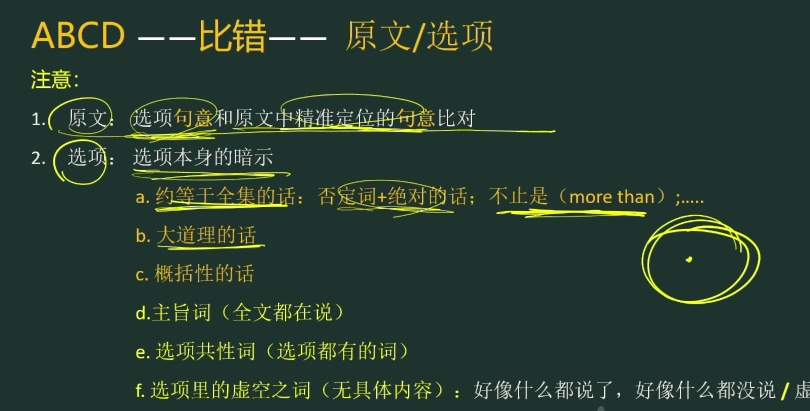 ABCD ——比错—— 原文/选项
注意：
1. 原文： 选项句意和原文中精准定位的句意比对
2. 选项： 选项本身的暗示
a. 约等于全集的话：否定词+绝对的话；不止是（more than）;.....
b. 大道理的话
c. 概括性的话
d.主旨词（全文都在说）
e. 选项共性词（选项都有的词）
f. 选项里的虚空之词（无具体内容）：好像什么都说了，好像什么都没说 / 虚